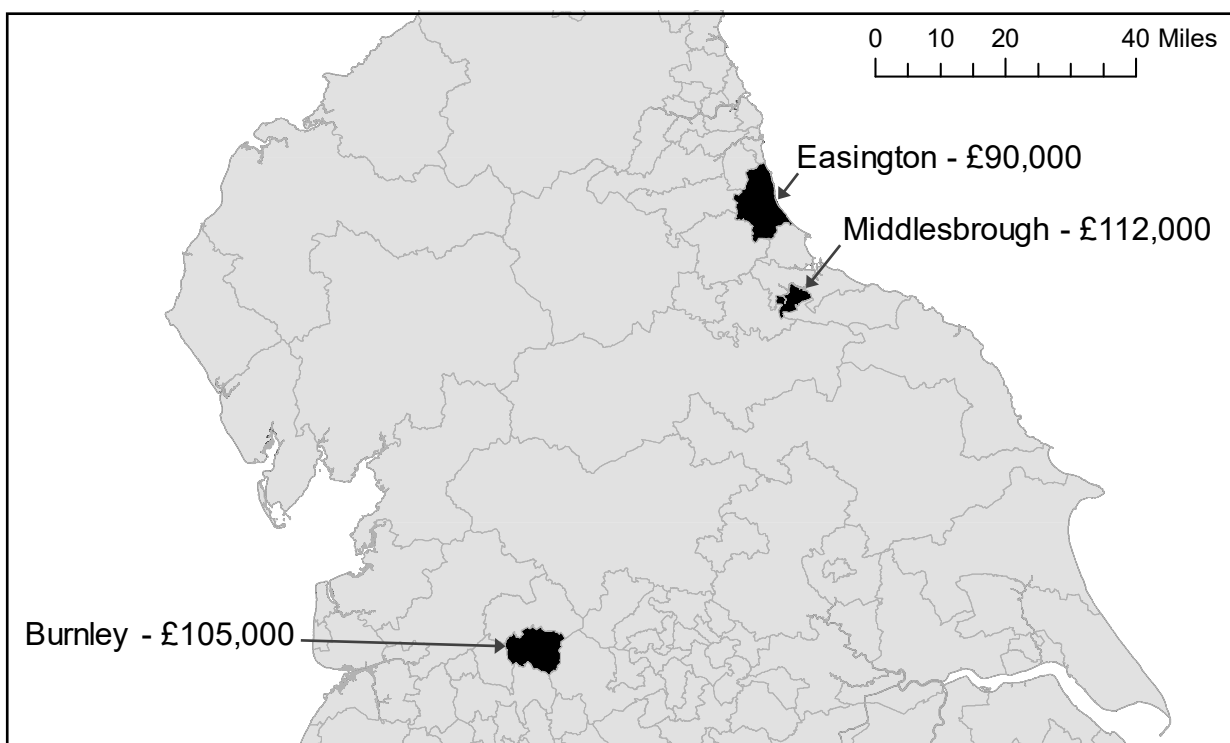 0 10 20 40 Miles
Easington - £90,000
Middlesbrough - £112,000
Burnley - £105,000